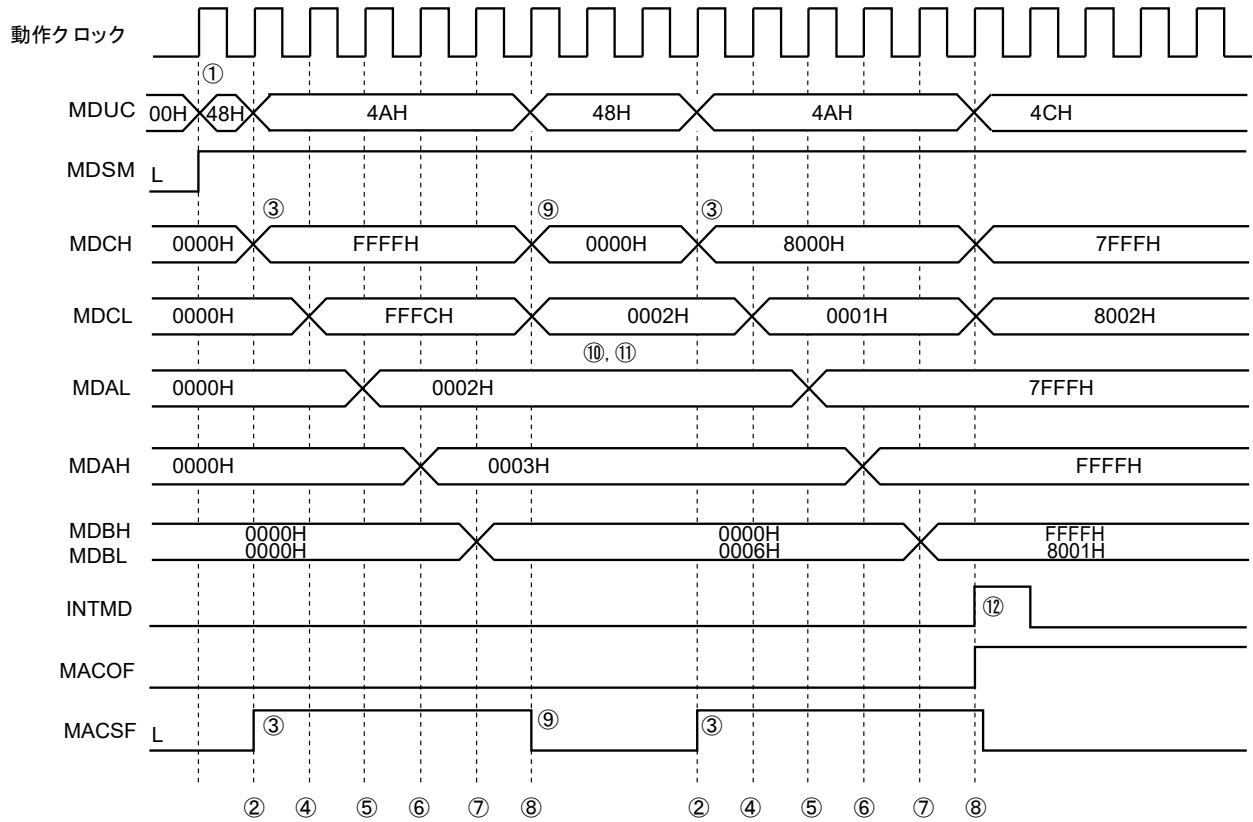 動作クロック
①
MDUC 00H 48H 4AH 48H 4AH 4CH
MDSM L
③ ⑨ ③
MDCH 0000H FFFFH 0000H 8000H 7FFFH
MDCL 0000H FFFCH 0002H 0001H 8002H
⑩, ⑪
MDAL 0000H 0002H 7FFFH
MDAH 0000H 0003H FFFFH
MDBH 0000H 0000H FFFFH
MDBL 0000H 0006H 8001H
INTMD ⑫
MACOF
MACSF L ③ ⑨ ③
② ④ ⑤ ⑥ ⑦ ⑧ ② ④ ⑤ ⑥ ⑦ ⑧